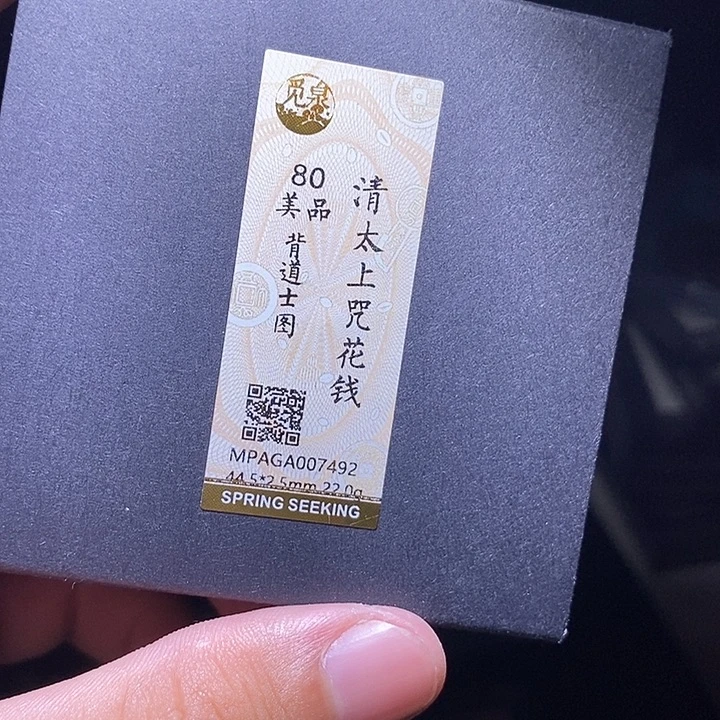 觅泉
清太上咒花钱
80
美品
背道士图
MPAGA007492
44.5*2.5mm 22.0g
SPRING SEEKING